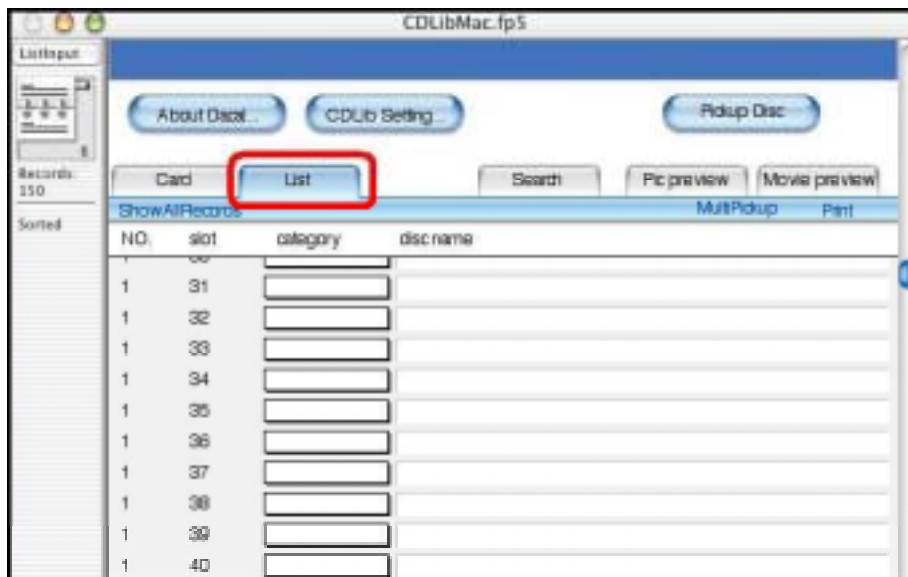 CDLibMac.fp5
ListInput
Records:
150
Sorted
About Dacal... CDLib Setting... Pickup Disc
Card List Search Pic preview Movie preview
ShowAllRecords MultiPickup Print
NO. slot category disc name
1 30
1 31
1 32
1 33
1 34
1 35
1 36
1 37
1 38
1 39
1 40